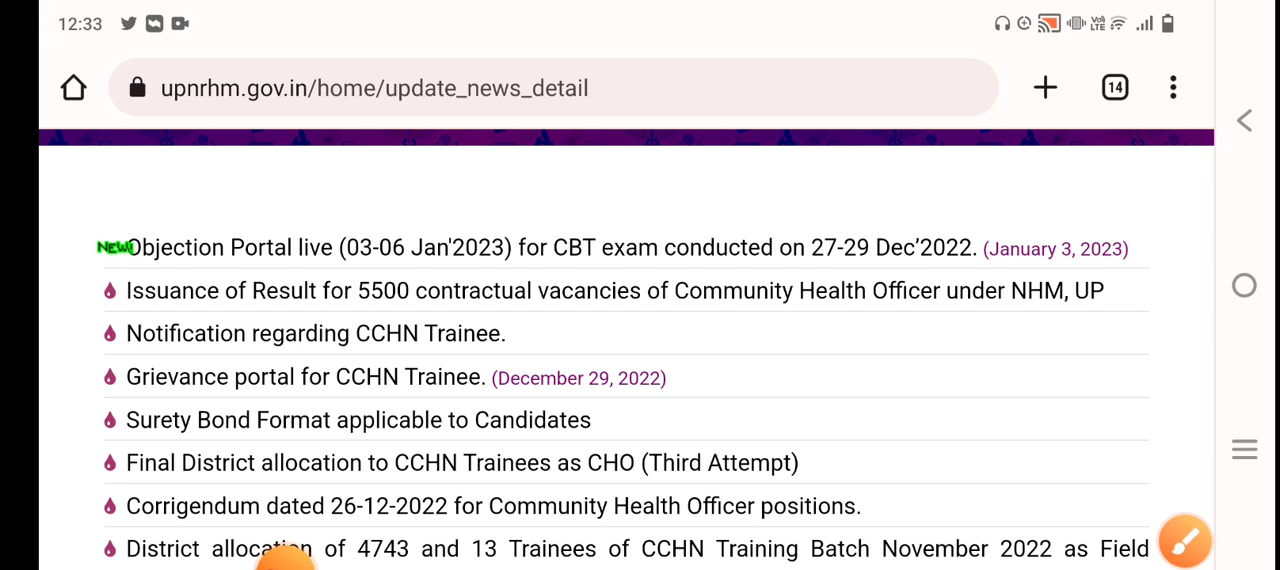 12:33
VoI)
LTE
upnrhm.gov.in/home/update_news_detail
14
NEW! Objection Portal live (03-06 Jan'2023) for CBT exam conducted on 27-29 Dec’2022. (January 3, 2023)
Issuance of Result for 5500 contractual vacancies of Community Health Officer under NHM, UP
Notification regarding CCHN Trainee.
Grievance portal for CCHN Trainee. (December 29, 2022)
Surety Bond Format applicable to Candidates
Final District allocation to CCHN Trainees as CHO (Third Attempt)
Corrigendum dated 26-12-2022 for Community Health Officer positions.
District allocation of 4743 and 13 Trainees of CCHN Training Batch November 2022 as Field